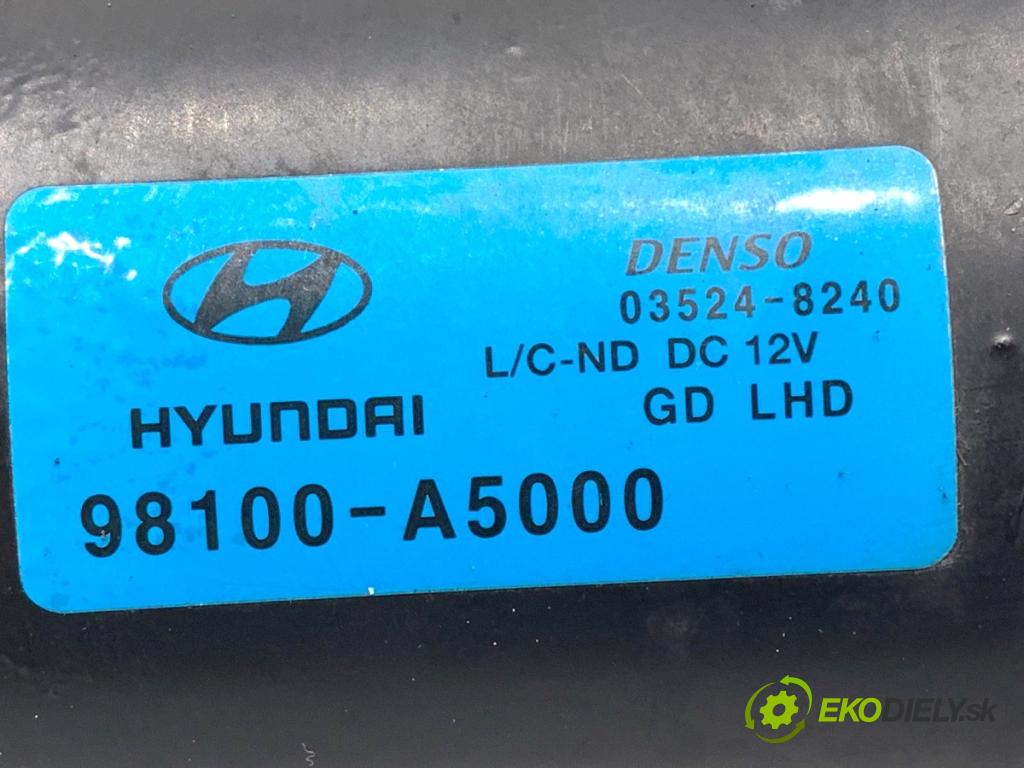 DENSO
03524-8240
L/C-ND DC 12V
HYUNDAI
GD LHD
98100-A5000
EKODIELY.sk